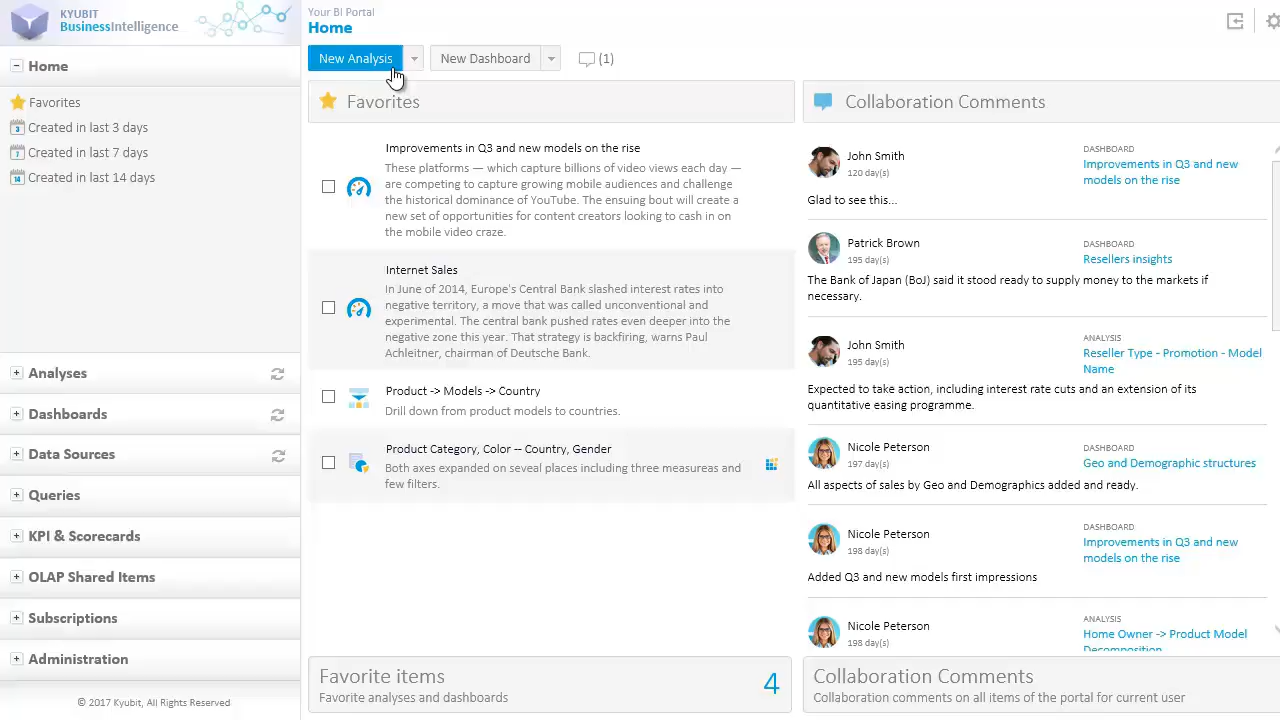 KYUBIT
BusinessIntelligence
Home
Favorites
3
Created in last 3 days
7
Created in last 7 days
14
Created in last 14 days
Analyses
Dashboards
Data Sources
Queries
KPI & Scorecards
OLAP Shared Items
Subscriptions
Administration
© 2017 Kyubit, All Rights Reserved
Your BI Portal
Home
New Analysis
New Dashboard
(1)
Favorites
Improvements in Q3 and new models on the rise
These platforms — which capture billions of video views each day —
are competing to capture growing mobile audiences and challenge
the historical dominance of YouTube. The ensuing bout will create a
new set of opportunities for content creators looking to cash in on
the mobile video craze.
Internet Sales
In June of 2014, Europe's Central Bank slashed interest rates into
negative territory, a move that was called unconventional and
experimental. The central bank pushed rates even deeper into the
negative zone this year. That strategy is backfiring, warns Paul
Achleitner, chairman of Deutsche Bank.
Product -> Models -> Country
Drill down from product models to countries.
Product Category, Color -- Country, Gender
Both axes expanded on seveal places including three measureas and
few filters.
Favorite items
Favorite analyses and dashboards
4
Collaboration Comments
John Smith
120 day(s)
DASHBOARD
Improvements in Q3 and new
models on the rise
Glad to see this...
Patrick Brown
195 day(s)
DASHBOARD
Resellers insights
The Bank of Japan (BoJ) said it stood ready to supply money to the markets if
necessary.
John Smith
195 day(s)
ANALYSIS
Reseller Type - Promotion - Model
Name
Expected to take action, including interest rate cuts and an extension of its
quantitative easing programme.
Nicole Peterson
197 day(s)
DASHBOARD
Geo and Demographic structures
All aspects of sales by Geo and Demographics added and ready.
Nicole Peterson
198 day(s)
DASHBOARD
Improvements in Q3 and new
models on the rise
Added Q3 and new models first impressions
Nicole Peterson
198 day(s)
ANALYSIS
Home Owner -> Product Model
Decomposition
Collaboration Comments
Collaboration comments on all items of the portal for current user